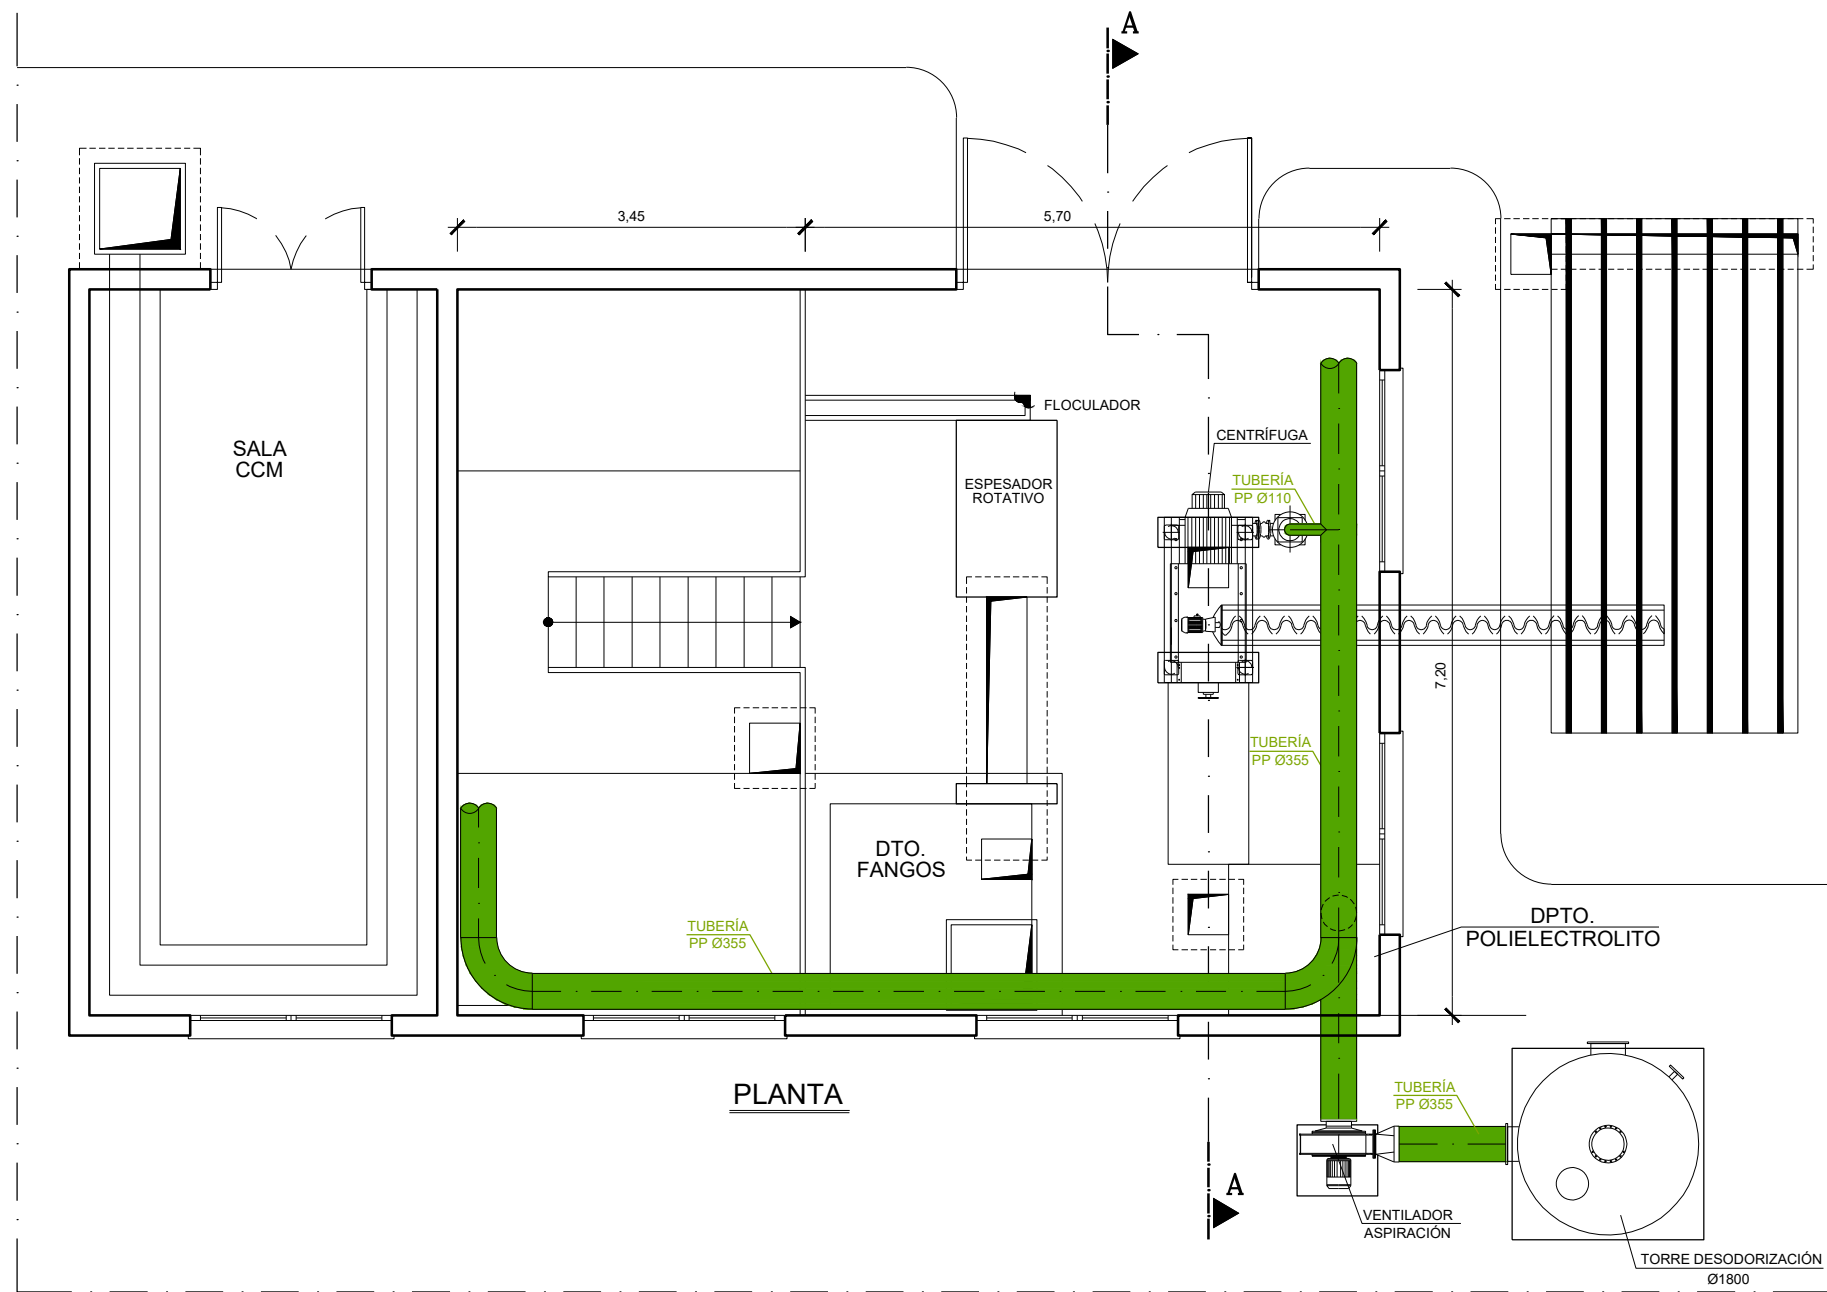 A
3,45
5,70
FLOCULADOR
CENTRÍFUGA
SALA
CCM
ESPESADOR
ROTATIVO
TUBERÍA
PP Ø110
7,20
TUBERÍA
PP Ø355
DTO.
FANGOS
TUBERÍA
PP Ø355
DPTO.
POLIELECTROLITO
PLANTA
TUBERÍA
PP Ø355
A
VENTILADOR
ASPIRACIÓN
TORRE DESODORIZACIÓN
Ø1800